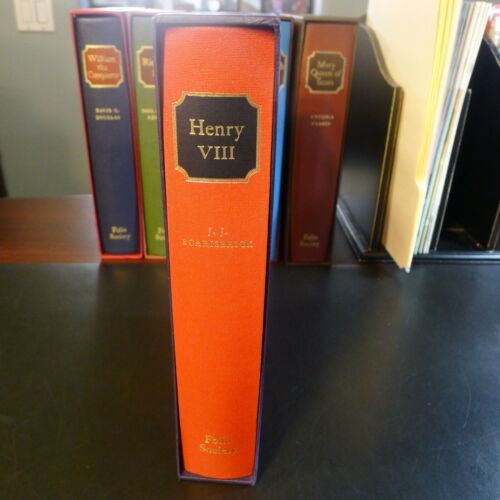 Henry
VIII
J. J.
SCARISBRICK
Folio
Society
William
the
Conqueror
DAVID C.
DOUGLAS
Folio
Society
Mary
Queen of
Scots
ANTONIA
FRASER
Folio
Society